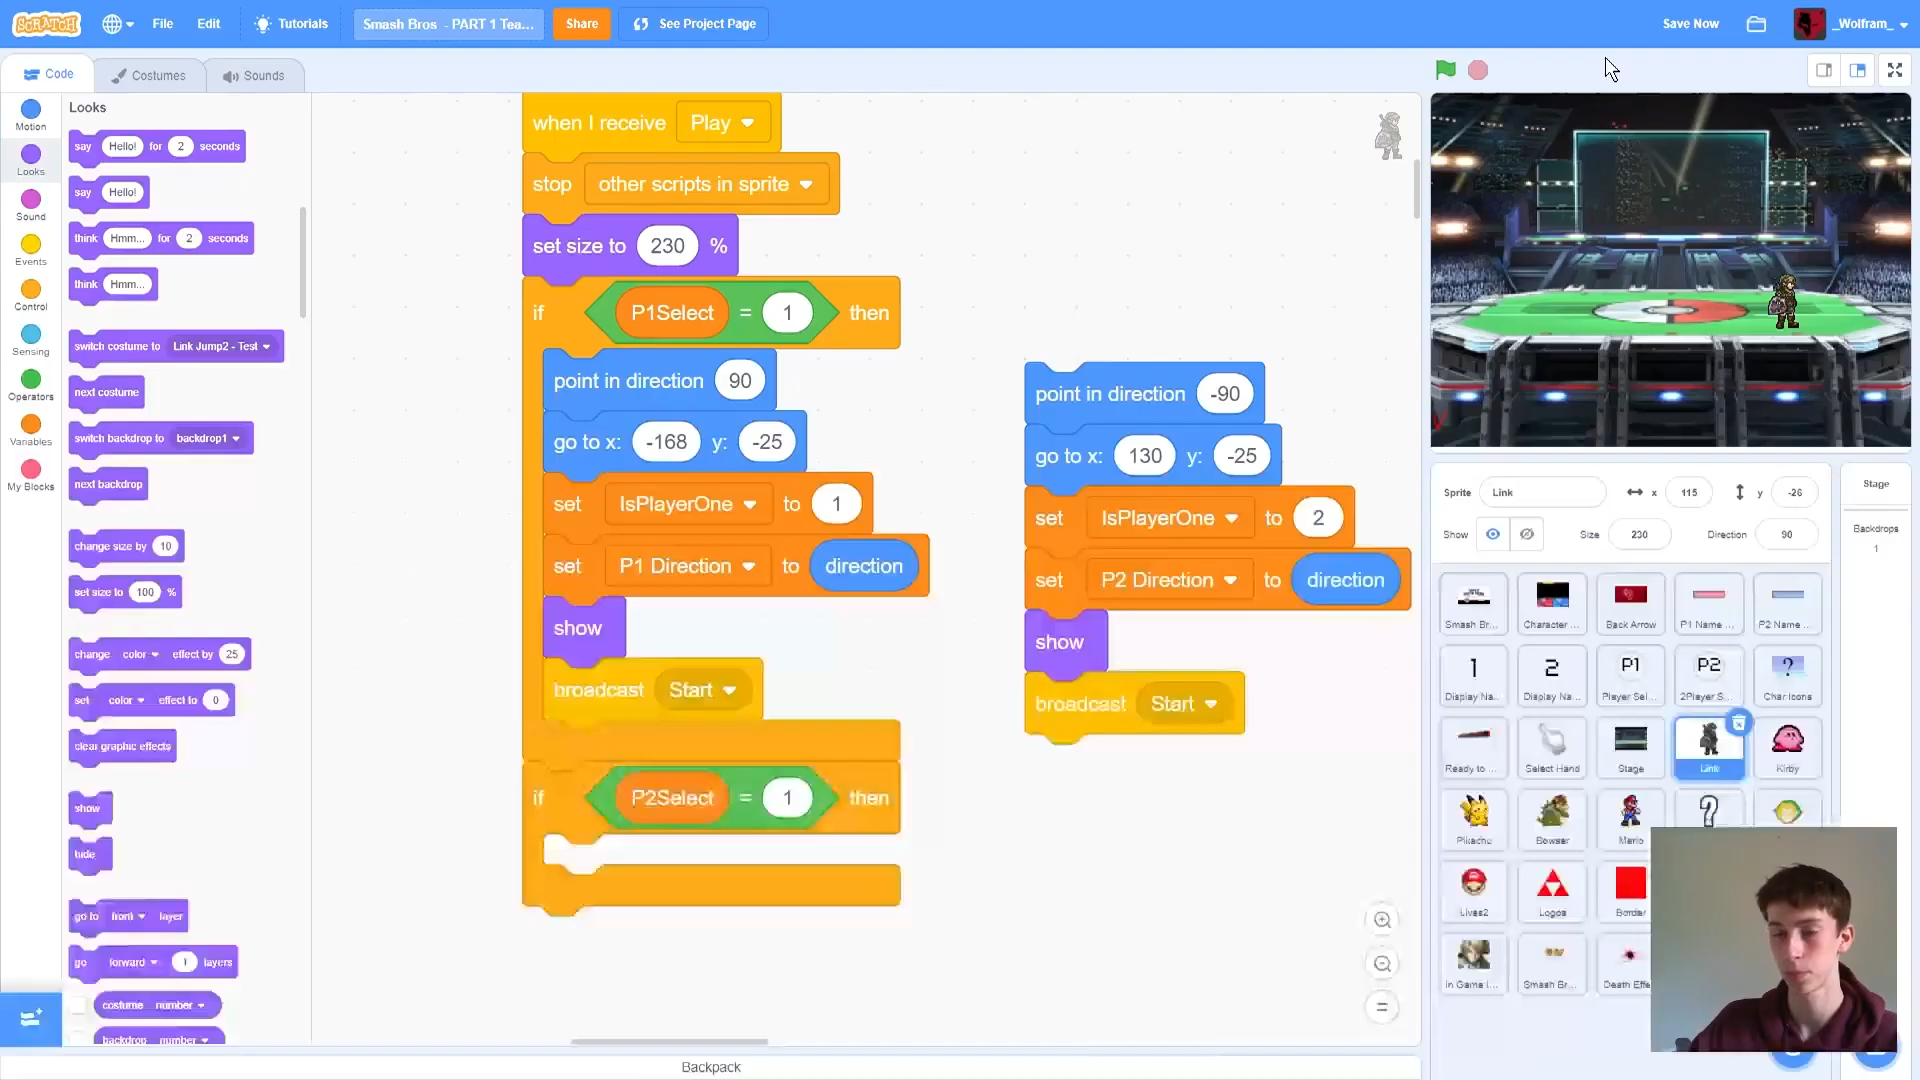 SCRATCH
File
Edit
Tutorials
Smash Bros - PART 1 Tea...
Share
See Project Page
Save Now
_Wolfram_
Code
Costumes
Sounds
Motion
Looks
Sound
Events
Control
Sensing
Operators
Variables
My Blocks
Looks
say Hello! for 2 seconds
say Hello!
think Hmm... for 2 seconds
think Hmm...
switch costume to Link Jump2 - Test
next costume
switch backdrop to backdrop1
next backdrop
change size by 10
set size to 100 %
change color effect by 25
set color effect to 0
clear graphic effects
show
hide
go to front layer
go forward 1 layers
costume number
backdrop number
when I receive Play
stop other scripts in sprite
set size to 230 %
if P1Select = 1 then
point in direction 90
go to x: -168 y: -25
set IsPlayerOne to 1
set P1 Direction to direction
show
broadcast Start
if P2Select = 1 then
point in direction -90
go to x: 130 y: -25
set IsPlayerOne to 2
set P2 Direction to direction
show
broadcast Start
Backpack
Sprite Link x 115 y -26
Show Size 230 Direction 90
Stage
Backdrops
1
Smash Br...
Character ...
Back Arrow
P1 Name ...
P2 Name ...
1
2
P1
P2
?
Display Na...
Display Na...
Player Sel...
2Player S...
Char Icons
Ready to ...
Select Hand
Stage
Link
Kirby
Pikachu
Bowser
Mario
?
Lives2
Logos
Border
In Game I...
Smash Br...
Death Effe